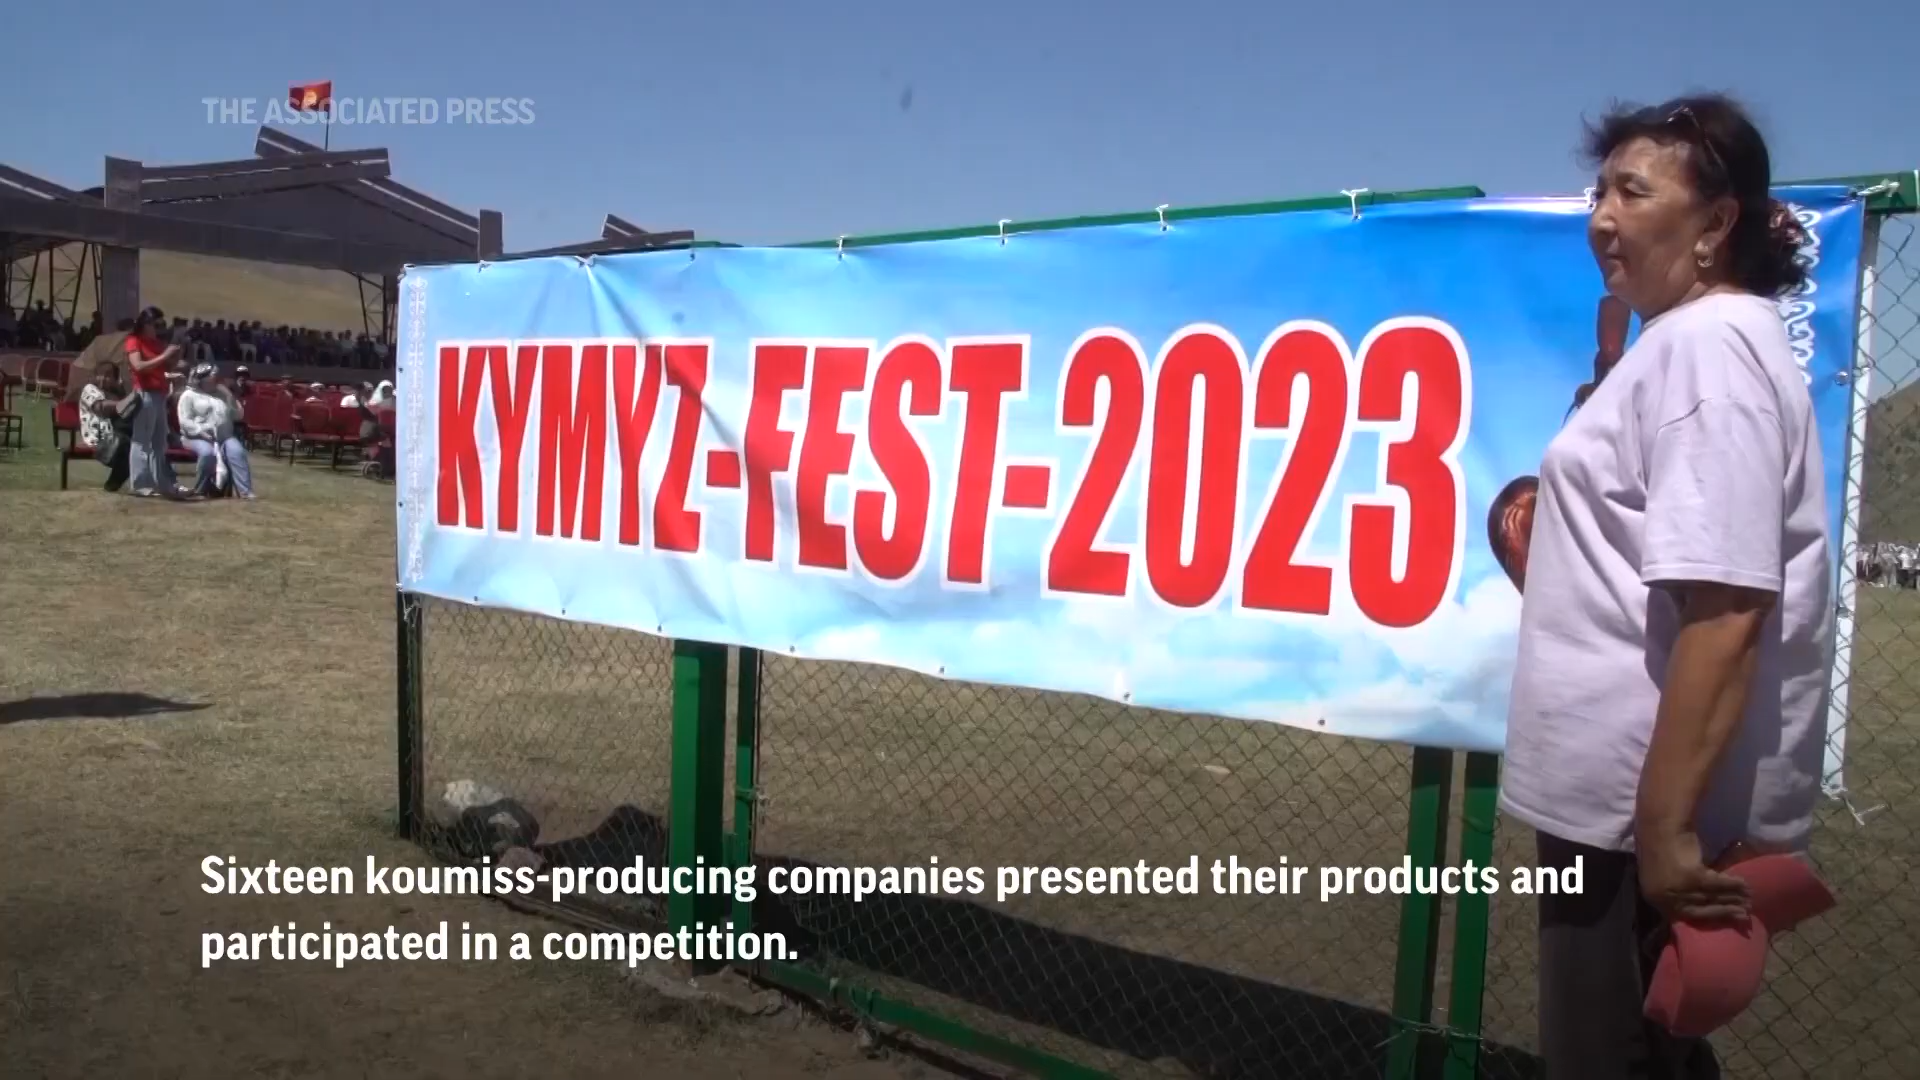 THE ASSOCIATED PRESS
KYMYZ-FEST-2023
Sixteen koumiss-producing companies presented their products and
participated in a competition.